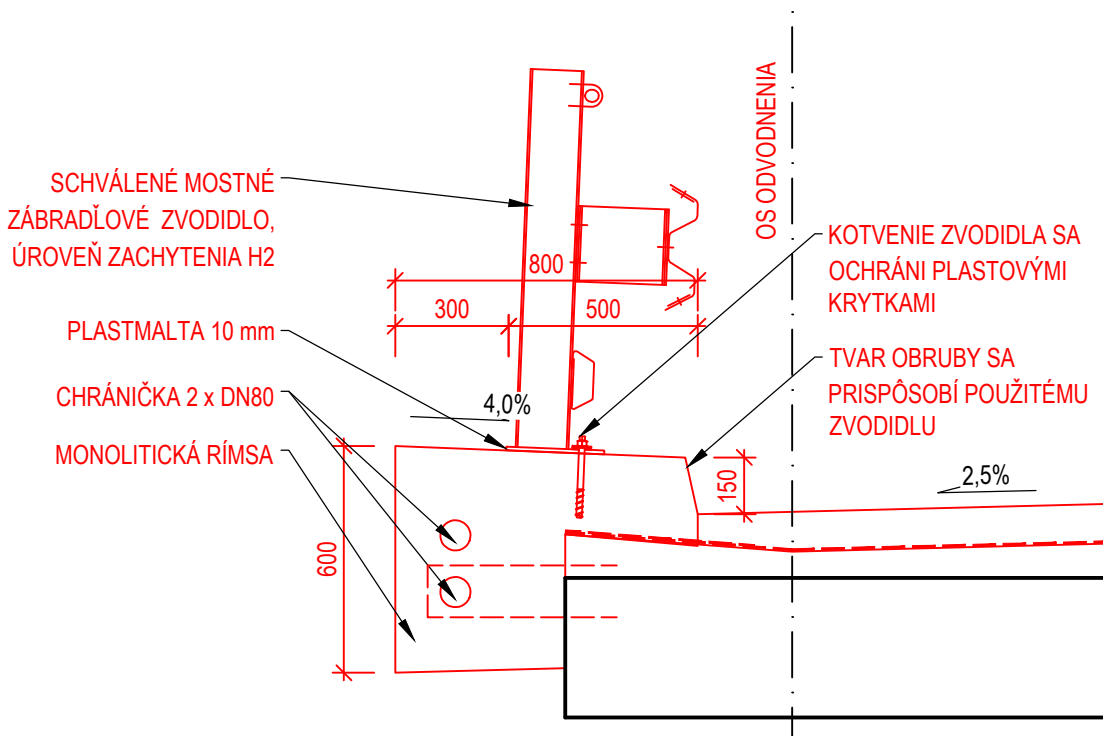 OS ODVODNENIA
SCHVÁLENÉ MOSTNÉ
ZÁBRADĽOVÉ ZVODIDLO,
ÚROVEŇ ZACHYTENIA H2
800
300
500
PLASTMALTA 10 mm
CHRÁNIČKA 2 x DN80
MONOLITICKÁ RÍMSA
4,0%
600
150
KOTVENIE ZVODIDLA SA
OCHRÁNI PLASTOVÝMI
KRYTKAMI
TVAR OBRUBY SA
PRISPÔSOBÍ POUŽITÉMU
ZVODIDLU
2,5%